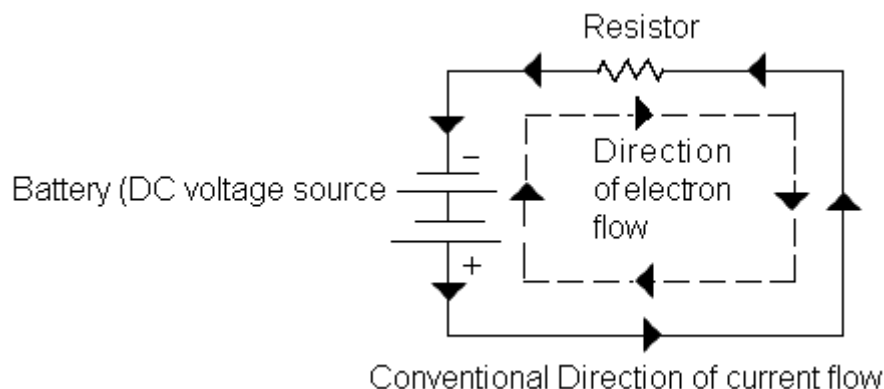 Resistor
−
Direction
of electron
flow
Battery (DC voltage source
+
Conventional Direction of current flow